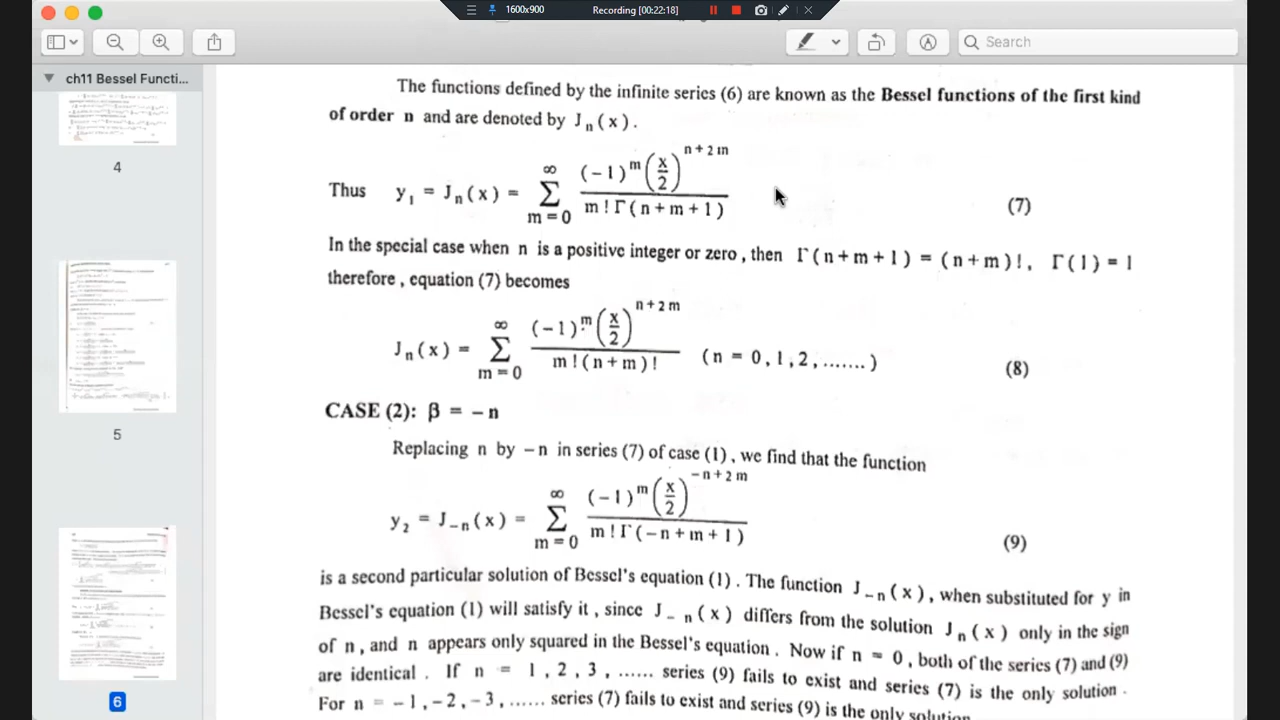 1600x900 Recording [00:22:18]
Search
ch11 Bessel Functi...
4
5
6
The functions defined by the infinite series (6) are known as the Bessel functions of the first kind
of order n and are denoted by J_n(x).
Thus y₁ = J_n(x) = ∑_{m=0}^{∞} (-1)^m (x/2)^{n+2m} / m! Γ(n+m+1) (7)
In the special case when n is a positive integer or zero, then Γ(n+m+1) = (n+m)!, Γ(1) = 1
therefore, equation (7) becomes
J_n(x) = ∑_{m=0}^{∞} (-1)^m (x/2)^{n+2m} / m!(n+m)! (n = 0,1,2,.......) (8)
CASE (2): β = -n
Replacing n by -n in series (7) of case (1), we find that the function
y₂ = J_{-n}(x) = ∑_{m=0}^{∞} (-1)^m (x/2)^{-n+2m} / m! Γ(-n+m+1) (9)
is a second particular solution of Bessel's equation (1). The function J_{-n}(x), when substituted for y in
Bessel's equation (1) will satisfy it, since J_{-n}(x) differs from the solution J_n(x) only in the sign
of n, and n appears only squared in the Bessel's equation. Now if n = 0, both of the series (7) and (9)
are identical. If n = 1, 2, 3, ...... series (9) fails to exist and series (7) is the only solution.
For n = -1, -2, -3, ...... series (7) fails to exist and series (9) is the only solution.